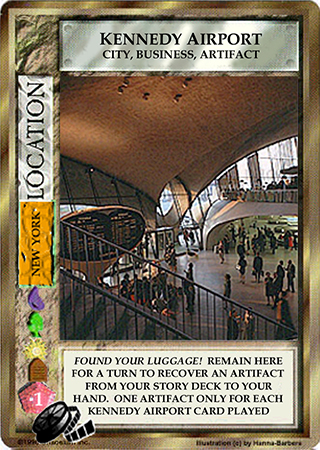 KENNEDY AIRPORT
CITY, BUSINESS, ARTIFACT
LOCATION
NEW YORK
-1
FOUND YOUR LUGGAGE! REMAIN HERE
FOR A TURN TO RECOVER AN ARTIFACT
FROM YOUR STORY DECK TO YOUR
HAND. ONE ARTIFACT ONLY FOR EACH
KENNEDY AIRPORT CARD PLAYED
Inc.
Illustration (c) by Hanna-Barbera